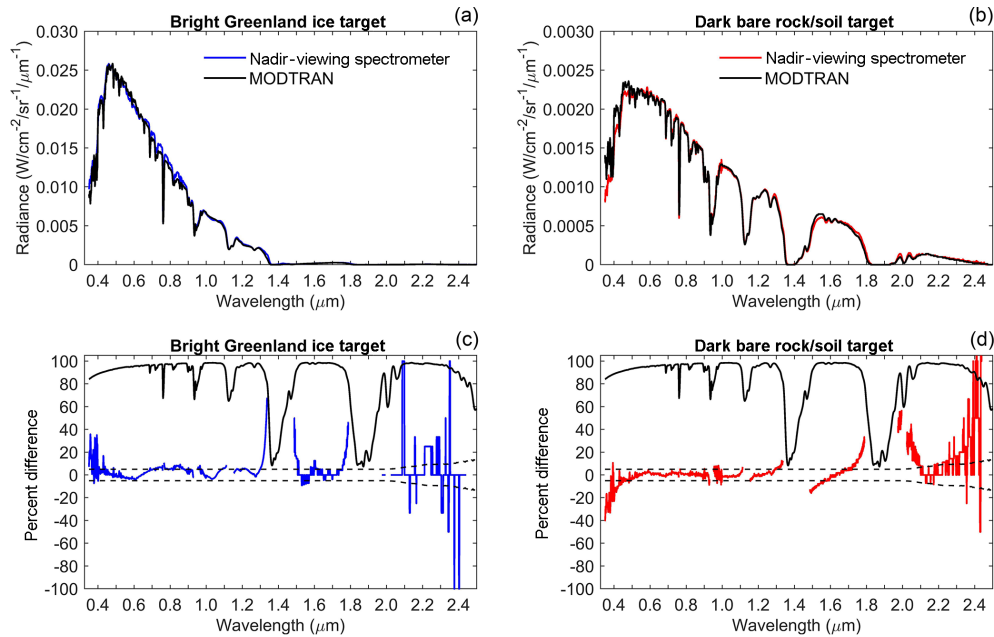 Bright Greenland ice target
(a)
Nadir-viewing spectrometer
MODTRAN
Radiance (W/cm⁻²/sr⁻¹/μm⁻¹)
0.030
0.025
0.020
0.015
0.010
0.005
0
0.4 0.6 0.8 1.0 1.2 1.4 1.6 1.8 2.0 2.2 2.4
Wavelength (μm)
Dark bare rock/soil target
(b)
Nadir-viewing spectrometer
MODTRAN
Radiance (W/cm⁻²/sr⁻¹/μm⁻¹)
0.0030
0.0025
0.0020
0.0015
0.0010
0.0005
0
0.4 0.6 0.8 1.0 1.2 1.4 1.6 1.8 2.0 2.2 2.4
Wavelength (μm)
Bright Greenland ice target
(c)
Percent difference
100
80
60
40
20
0
-20
-40
-60
-80
-100
0.4 0.6 0.8 1.0 1.2 1.4 1.6 1.8 2.0 2.2 2.4
Wavelength (μm)
Dark bare rock/soil target
(d)
Percent difference
100
80
60
40
20
0
-20
-40
-60
-80
-100
0.4 0.6 0.8 1.0 1.2 1.4 1.6 1.8 2.0 2.2 2.4
Wavelength (μm)